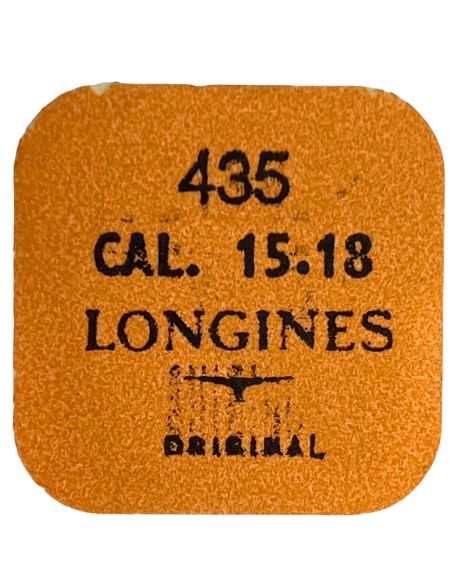 435
CAL. 15.18
LONGINES
ORIGINAL